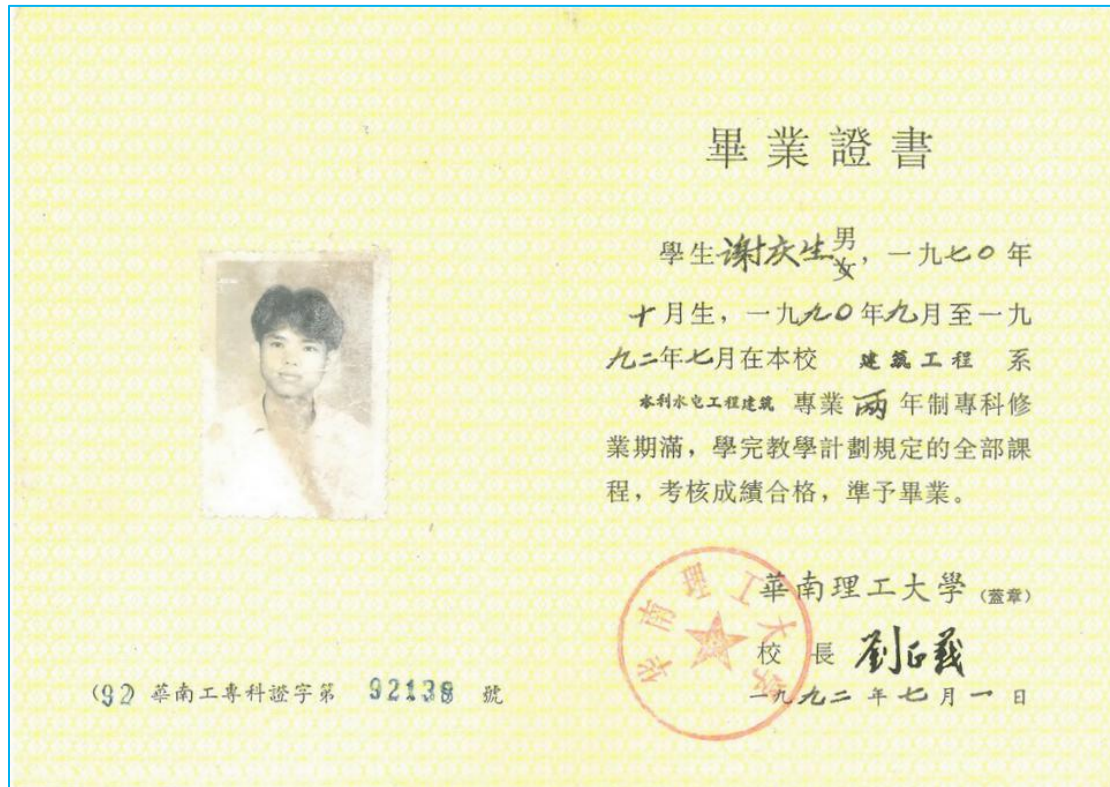 畢業證書
學生谢庆生男女，一九七〇年
十月生，一九九〇年九月至一九
九二年七月在本校 建筑工程 系
水利水电工程建筑 專業 两 年制專科修
業期滿，學完教學計劃規定的全部課
程，考核成績合格，準予畢業。
華南理工大學（蓋章）
校 長 劉正義
一九九二年七月一日
华南理工大学
(92) 華南工專科證字第 92138 號